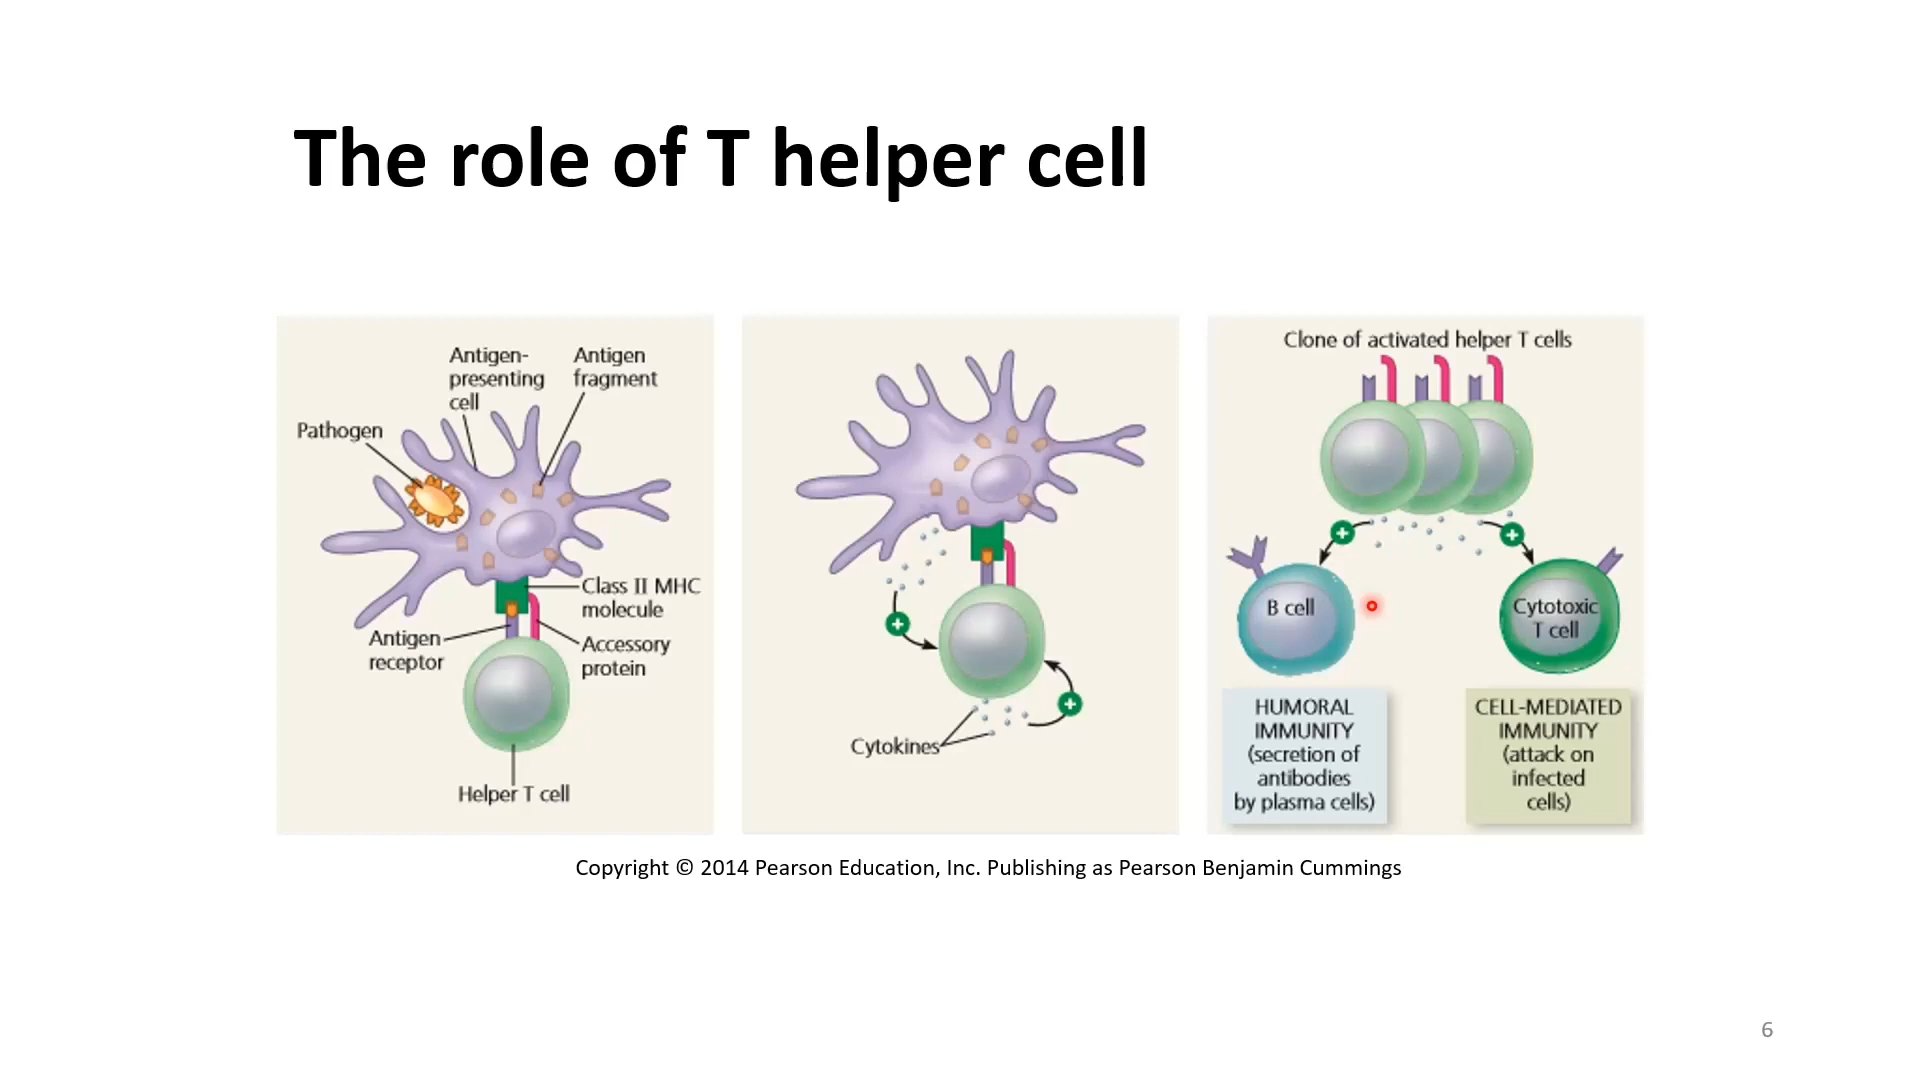 The role of T helper cell
Antigen-
presenting
cell
Antigen
fragment
Pathogen
Class II MHC
molecule
Antigen
receptor
Accessory
protein
Helper T cell
Cytokines
Clone of activated helper T cells
B cell
Cytotoxic
T cell
HUMORAL
IMMUNITY
(secretion of
antibodies
by plasma cells)
CELL-MEDIATED
IMMUNITY
(attack on
infected
cells)
Copyright © 2014 Pearson Education, Inc. Publishing as Pearson Benjamin Cummings
6